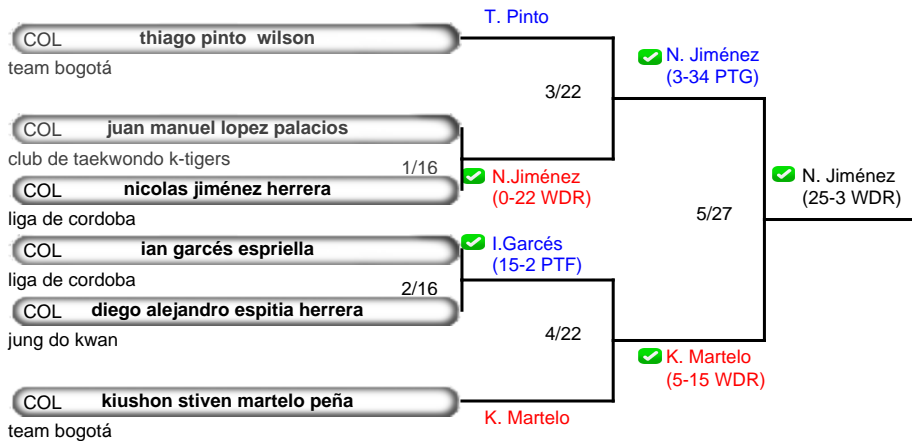 T. Pinto
COL thiago pinto wilson
team bogotá
N. Jiménez
(3-34 PTG)
3/22
COL juan manuel lopez palacios
club de taekwondo k-tigers
1/16
COL nicolas jiménez herrera
liga de cordoba
N.Jiménez
(0-22 WDR)
N. Jiménez
(25-3 WDR)
5/27
COL ian garcés espriella
liga de cordoba
I.Garcés
(15-2 PTF)
2/16
COL diego alejandro espitia herrera
jung do kwan
4/22
K. Martelo
(5-15 WDR)
COL kiushon stiven martelo peña
team bogotá
K. Martelo